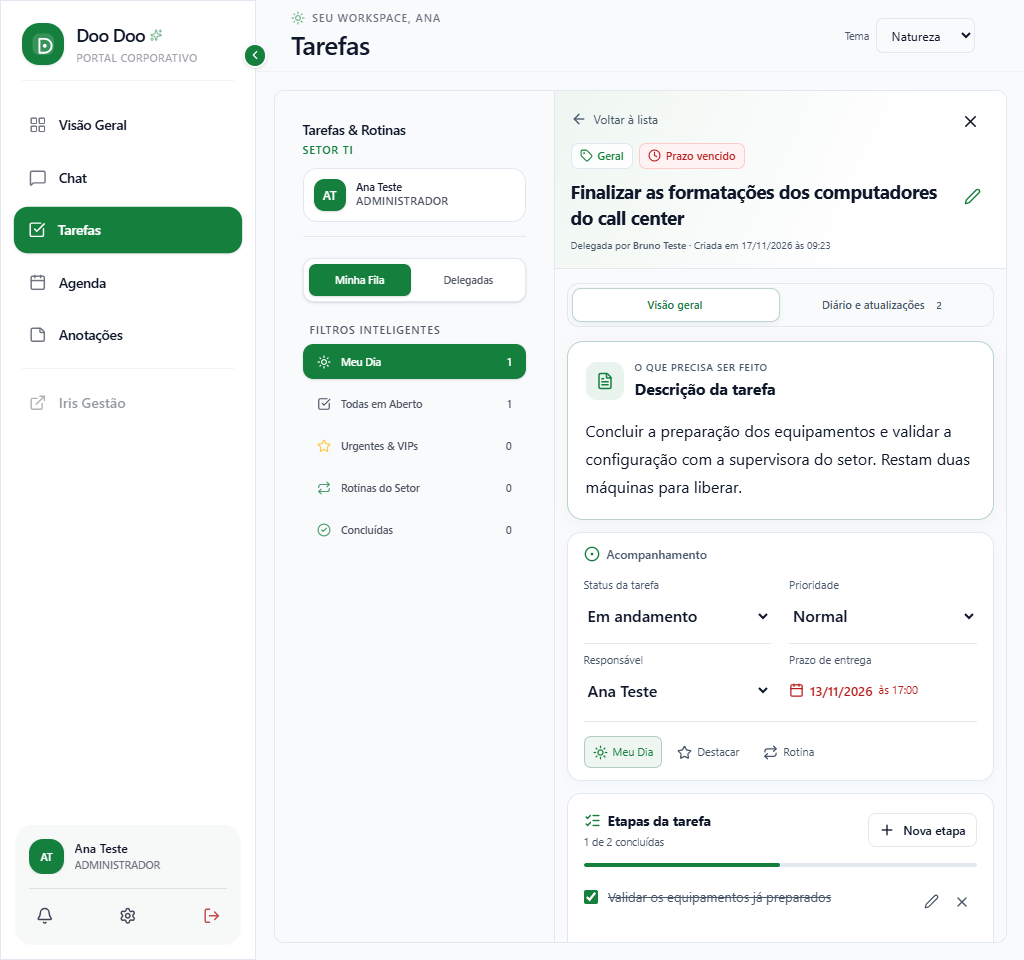 Doo Doo
PORTAL CORPORATIVO
Visão Geral
Chat
Tarefas
Agenda
Anotações
Iris Gestão
AT
Ana Teste
ADMINISTRADOR
SEU WORKSPACE, ANA
Tarefas
Tema
Natureza
Tarefas & Rotinas
SETOR TI
AT
Ana Teste
ADMINISTRADOR
Minha Fila
Delegadas
FILTROS INTELIGENTES
Meu Dia 1
Todas em Aberto 1
Urgentes & VIPs 0
Rotinas do Setor 0
Concluídas 0
Voltar à lista
Geral
Prazo vencido
Finalizar as formatações dos computadores
do call center
Delegada por Bruno Teste · Criada em 17/11/2026 às 09:23
Visão geral
Diário e atualizações 2
O QUE PRECISA SER FEITO
Descrição da tarefa
Concluir a preparação dos equipamentos e validar a
configuração com a supervisora do setor. Restam duas
máquinas para liberar.
Acompanhamento
Status da tarefa
Prioridade
Em andamento
Normal
Responsável
Prazo de entrega
Ana Teste
13/11/2026 às 17:00
Meu Dia
Destacar
Rotina
Etapas da tarefa
1 de 2 concluídas
Nova etapa
Validar os equipamentos já preparados